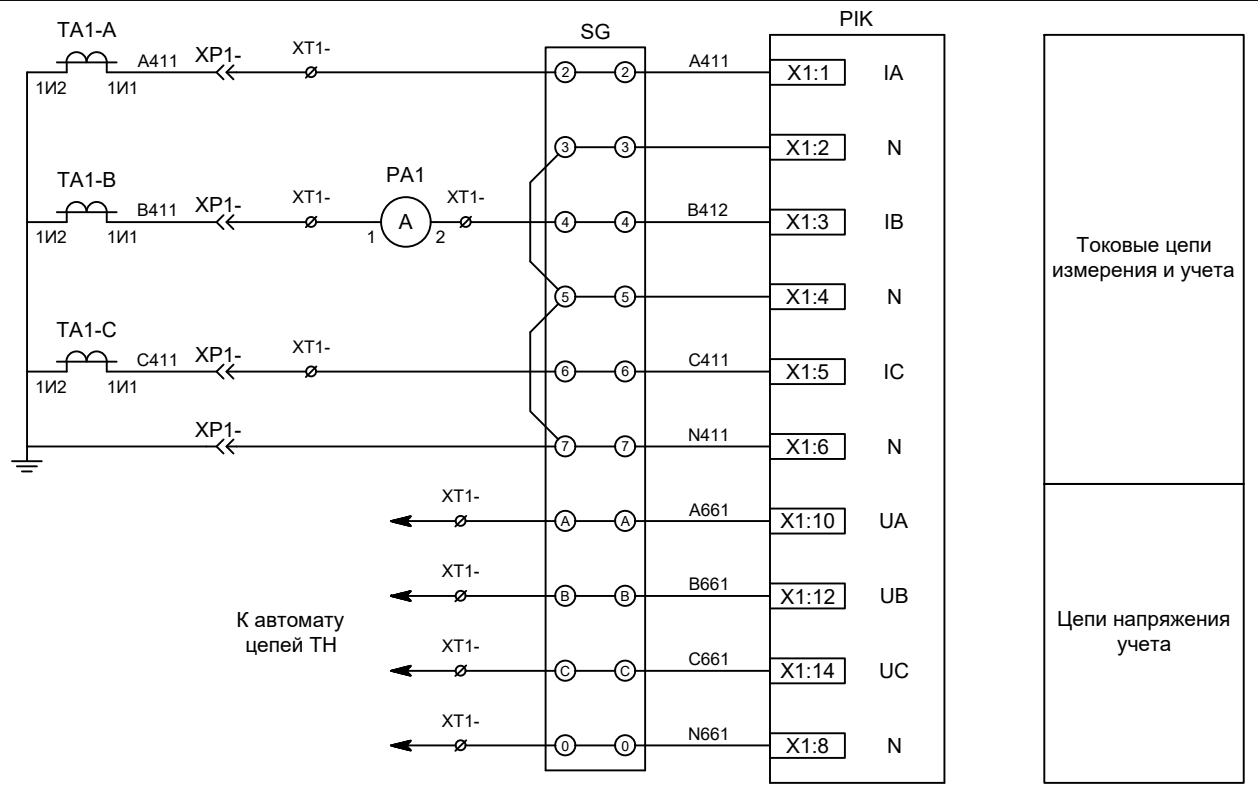 PIK
SG
TA1-A
A411 XP1- XT1-
1И2 1И1
2 2 A411 X1:1 IA
3 3 X1:2 N
TA1-B PA1
B411 XP1- XT1- XT1-
1И2 1И1 1 A 2
4 4 B412 X1:3 IB
5 5 X1:4 N
TA1-C
C411 XP1- XT1-
1И2 1И1
6 6 C411 X1:5 IC
XP1-
7 7 N411 X1:6 N
XT1-
A A A661 X1:10 UA
XT1-
B B B661 X1:12 UB
XT1-
C C C661 X1:14 UC
XT1-
0 0 N661 X1:8 N
К автомату
цепей ТН
Токовые цепи
измерения и учета
Цепи напряжения
учета